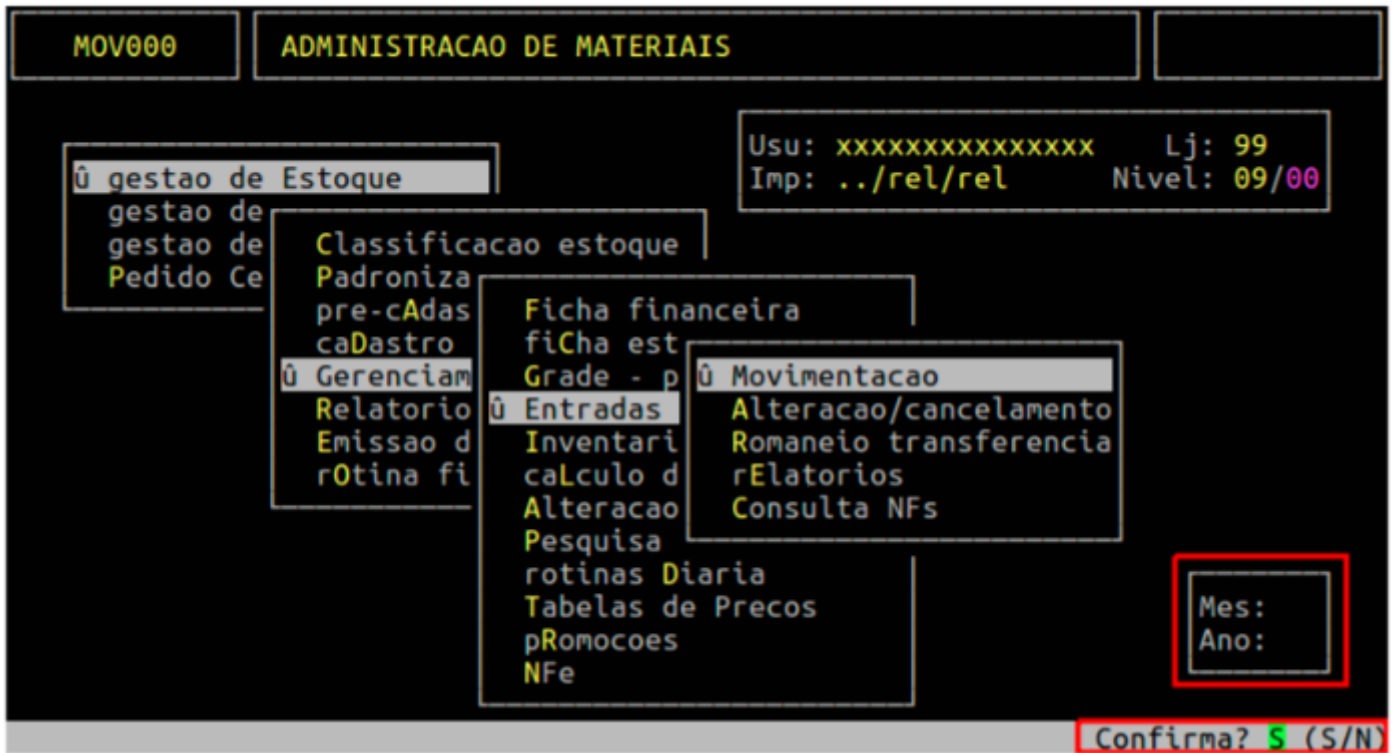 MOV000 ADMINISTRACAO DE MATERIAIS
Usu: xxxxxxxxxxxxxxx Lj: 99
Imp: ../rel/rel Nivel: 09/00
û gestao de Estoque
gestao de
gestao de
Pedido Ce
Classificacao estoque
Padroniza
pre-cAdas
caDastro
û Gerenciam
Relatorio
Emissao d
rOtina fi
Ficha financeira
fiCha est
Grade - p
û Entradas
Inventari
caLculo d
Alteracao
Pesquisa
rotinas Diaria
Tabelas de Precos
pRomocoes
NFe
û Movimentacao
Alteracao/cancelamento
Romaneio transferencia
rElatorios
Consulta NFs
Mes:
Ano:
Confirma? S (S/N)